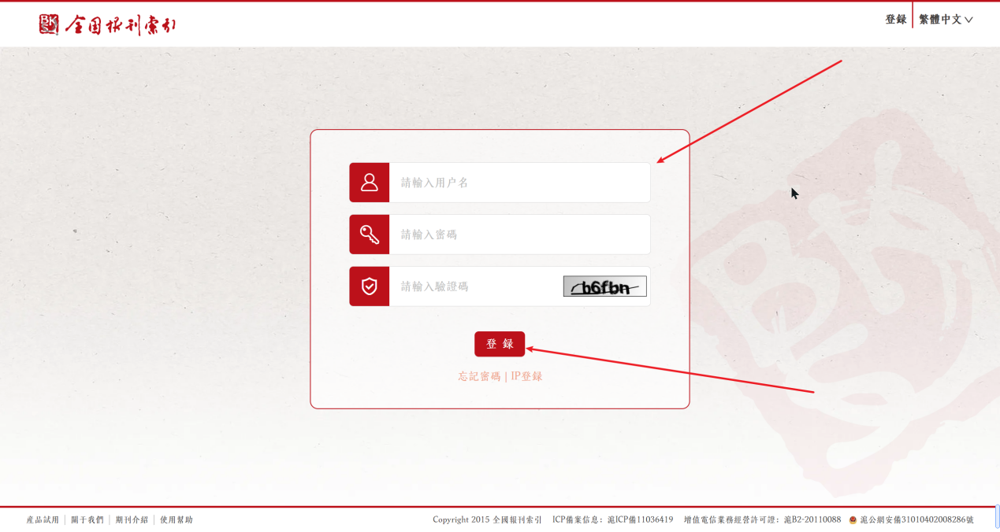 全国报刊索引
登録
繁體中文
請輸入用户名
請輸入密碼
請輸入驗證碼
b6fbn
登 録
忘記密碼 | IP登録
産品試用 | 關于我們 | 期刊介紹 | 使用幫助
Copyright 2015 全國報刊索引 ICP備案信息：滬ICP備11036419 增值電信業務經營許可證：滬B2-20110088 滬公網安備31010402008286號